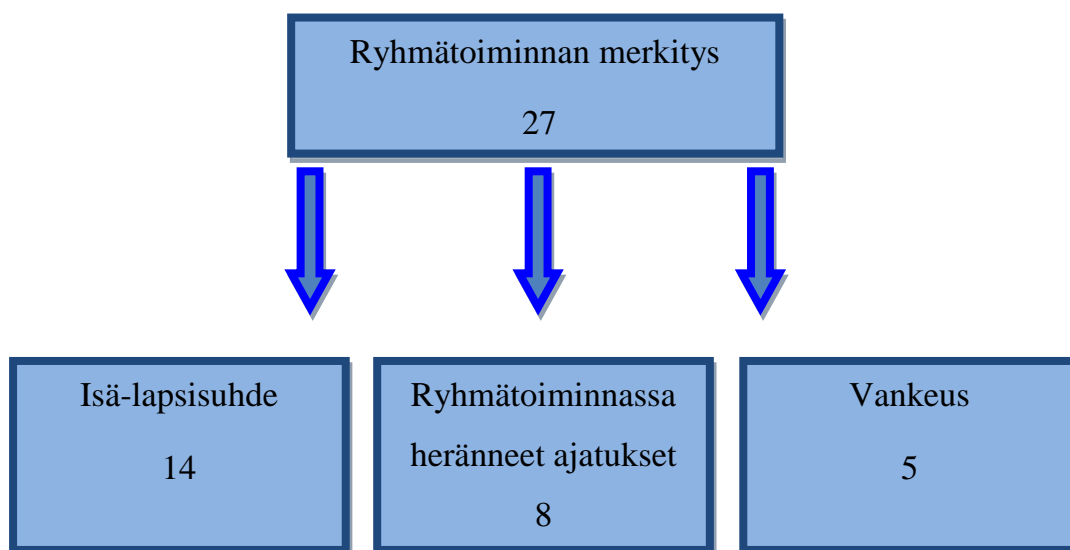 Ryhmätoiminnan merkitys
27
Isä-lapsisuhde
14
Ryhmätoiminnassa
heränneet ajatukset
8
Vankeus
5